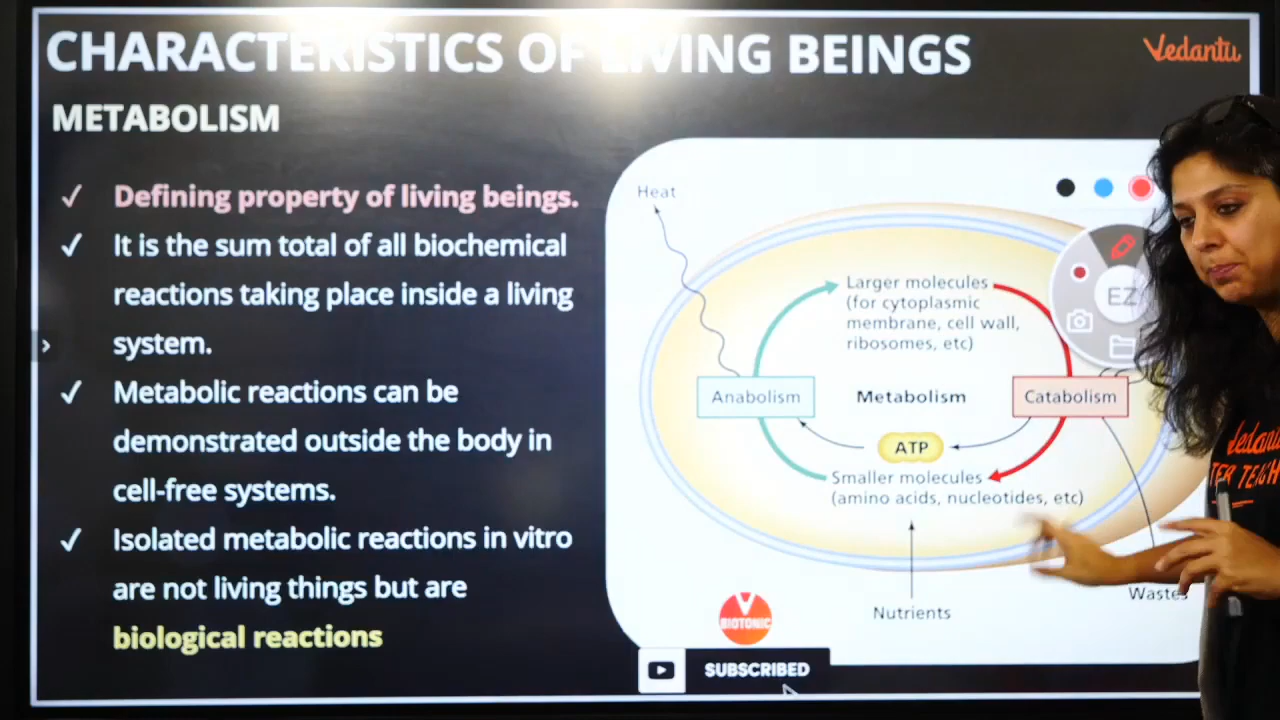 CHARACTERISTICS OF LIVING BEINGS
Vedantu
METABOLISM
✓ Defining property of living beings.
✓ It is the sum total of all biochemical
reactions taking place inside a living
system.
✓ Metabolic reactions can be
demonstrated outside the body in
cell-free systems.
✓ Isolated metabolic reactions in vitro
are not living things but are
biological reactions
Heat
Larger molecules
(for cytoplasmic
membrane, cell wall,
ribosomes, etc)
EZ
Anabolism
Metabolism
Catabolism
ATP
Smaller molecules
(amino acids, nucleotides, etc)
Nutrients
Wastes
V
BIOTONIC
SUBSCRIBED